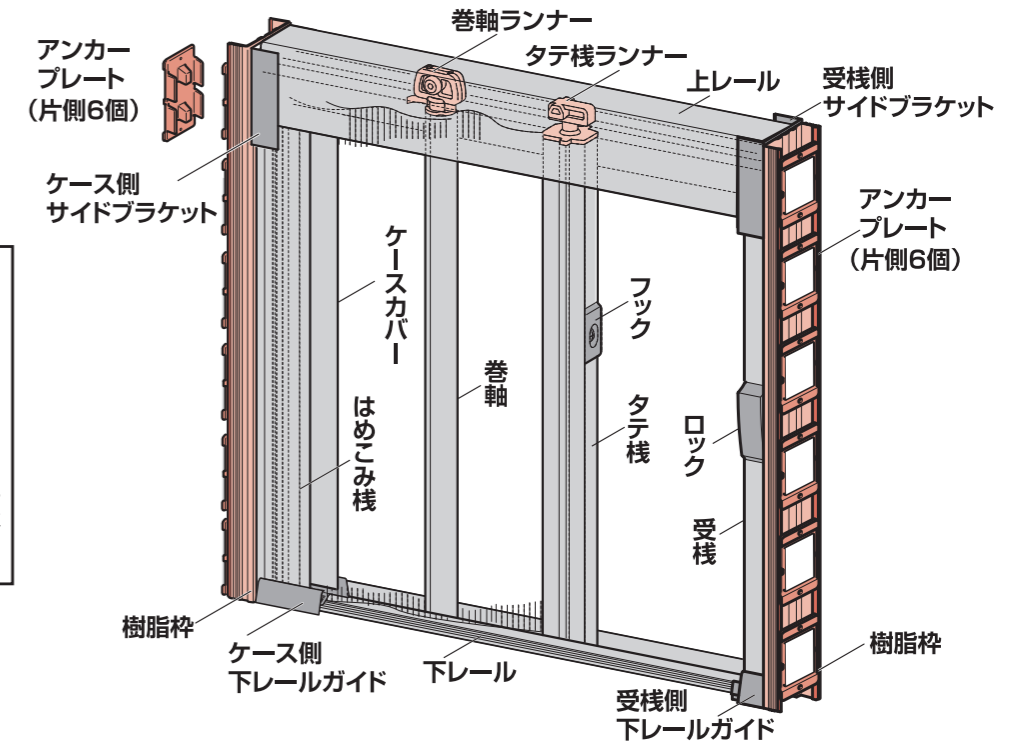 巻軸ランナー
タテ桟ランナー
上レール
受桟側
サイドブラケット
アンカー
プレート
（片側6個）
ケース側
サイドブラケット
アンカー
プレート
（片側6個）
ケースカバー
フック
巻軸
はめこみ桟
タテ桟
ロック
受桟
樹脂枠
ケース側
下レールガイド
下レール
受桟側
下レールガイド
樹脂枠